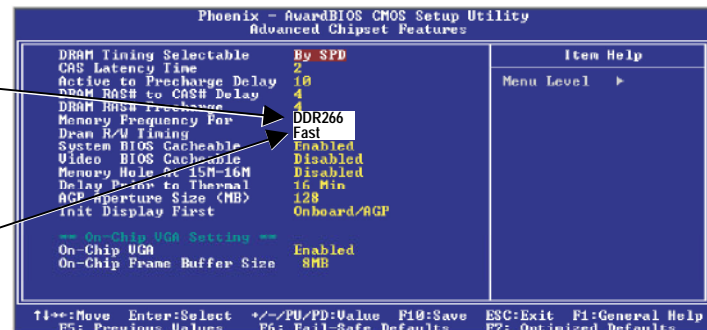 Phoenix - AwardBIOS CMOS Setup Utility
Advanced Chipset Features
DRAM Timing Selectable By SPD
CAS Latency Time 2
Active to Precharge Delay 10
DRAM RAS# to CAS# Delay 4
DRAM RAS# Precharge 4
Memory Frequency For DDR266
Dram R/W Timing Fast
System BIOS Cacheable Enabled
Video BIOS Cacheable Disabled
Memory Hole At 15M-16M Disabled
Delay Prior to Thermal 16 Min
AGP Aperture Size (MB) 128
Init Display First Onboard/AGP
== On-Chip VGA Setting ==
On-Chip VGA Enabled
On-Chip Frame Buffer Size 8MB
Item Help
Menu Level ►
↑↓→←:Move Enter:Select +/-/PU/PD:Value F10:Save ESC:Exit F1:General Help
F5: Previous Values F6: Fail-Safe Defaults F7: Optimized Defaults